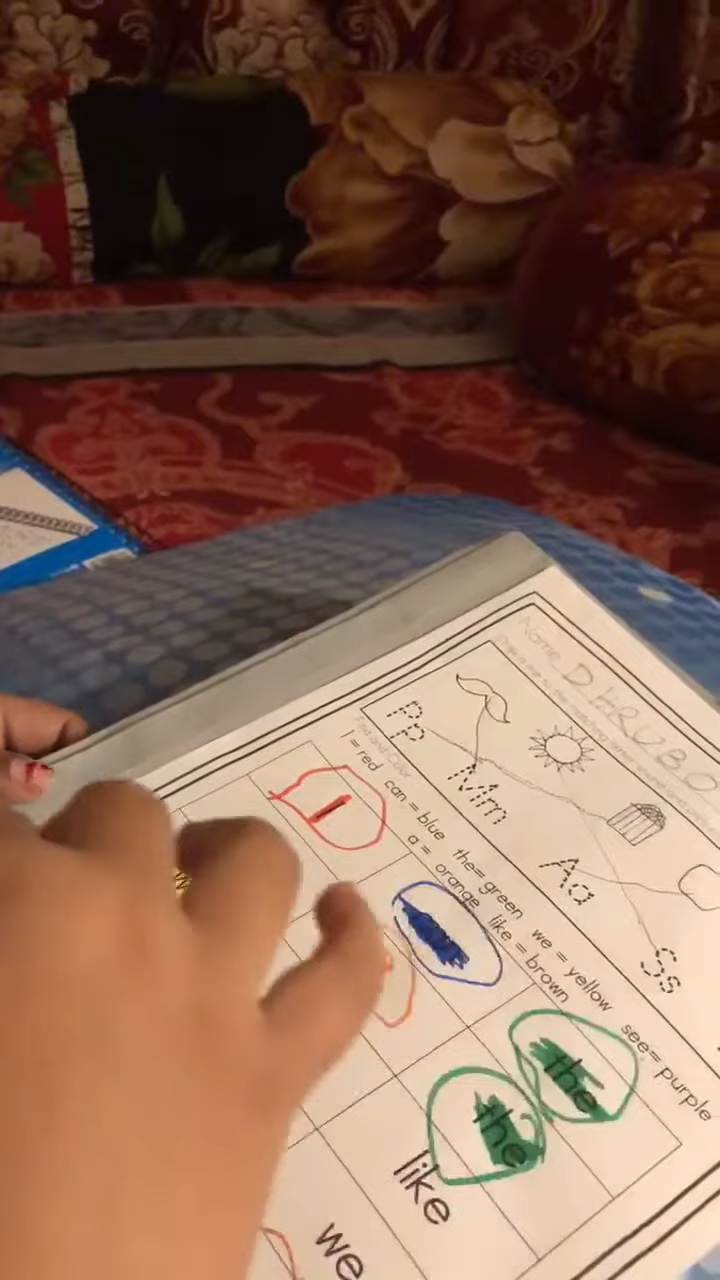 Name DHRUBO
Pp Mm Aa Ss
Find and Color
I = red can = blue the= green we = yellow see= purple
a = orange like = brown
I
the
the
like
we